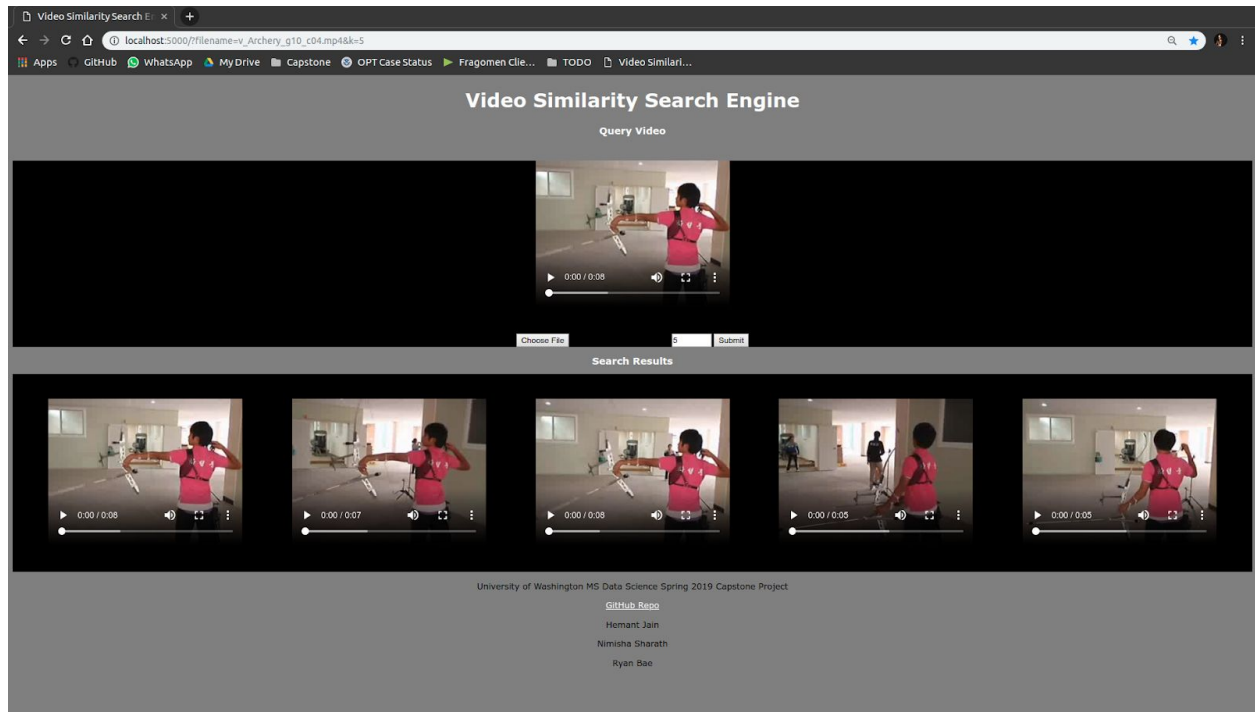 Video Similarity Search En
localhost:5000/?filename=v_Archery_g10_c04.mp4&k=5
Apps GitHub WhatsApp My Drive Capstone OPT Case Status Fragomen Clie... TODO Video Similari...
Video Similarity Search Engine
Query Video
0:00 / 0:08
Choose File 5 Submit
Search Results
0:00 / 0:08 0:00 / 0:07 0:00 / 0:08 0:00 / 0:05 0:00 / 0:05
University of Washington MS Data Science Spring 2019 Capstone Project
GitHub Repo
Hemant Jain
Nimisha Sharath
Ryan Bae